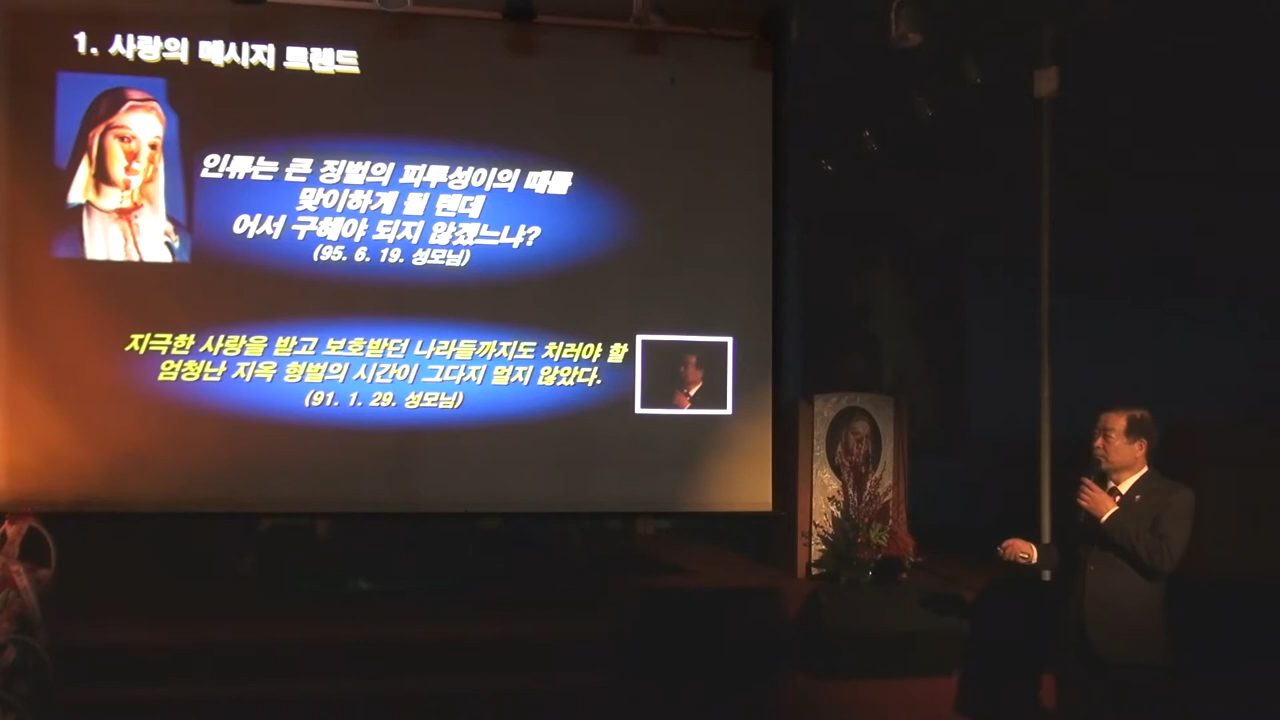 1. 사랑의 메시지 트렌드
인류는 큰 징벌의 피투성이의 때를
맞이하게 될 텐데
어서 구해야 되지 않겠느냐?
(95. 6. 19. 성모님)
지극한 사랑을 받고 보호받던 나라들까지도 치러야 할
엄청난 지옥 형벌의 시간이 그다지 멀지 않았다.
(91. 1. 29. 성모님)